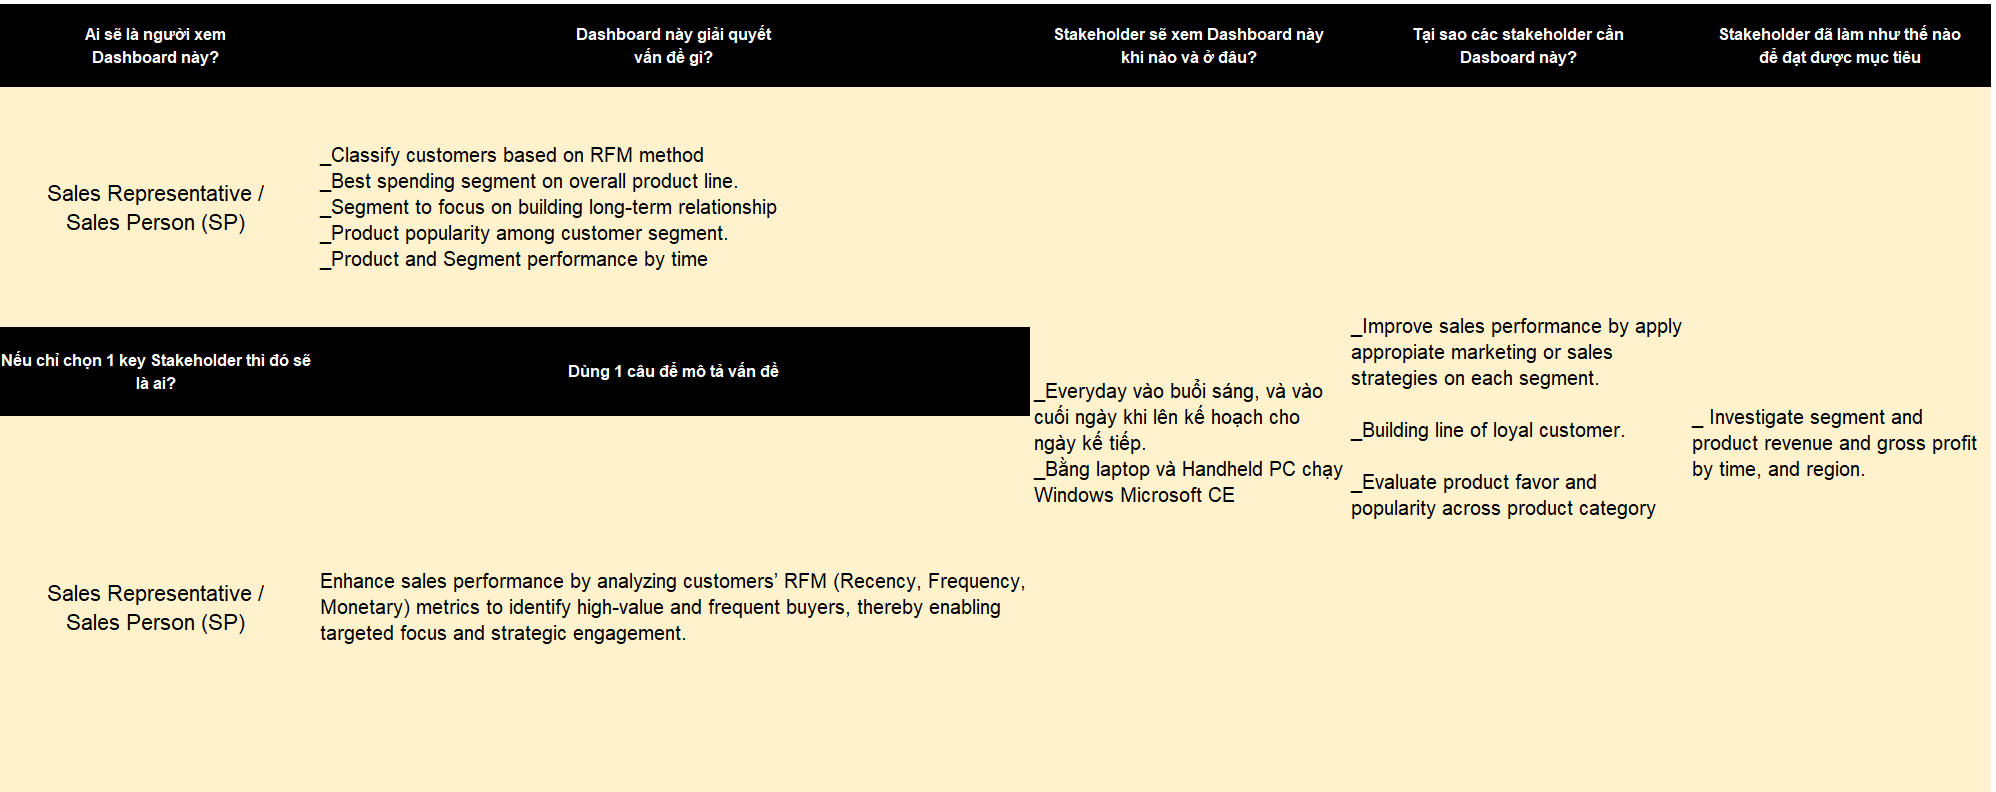 Ai sẽ là người xem
Dashboard này?
Dashboard này giải quyết
vấn đề gì?
Stakeholder sẽ xem Dashboard này
khi nào và ở đâu?
Tại sao các stakeholder cần
Dasboard này?
Stakeholder đã làm như thế nào
để đạt được mục tiêu
Sales Representative /
Sales Person (SP)
_Classify customers based on RFM method
_Best spending segment on overall product line.
_Segment to focus on building long-term relationship
_Product popularity among customer segment.
_Product and Segment performance by time
Nếu chỉ chọn 1 key Stakeholder thì đó sẽ
là ai?
Dùng 1 câu để mô tả vấn đề
Sales Representative /
Sales Person (SP)
Enhance sales performance by analyzing customers’ RFM (Recency, Frequency,
Monetary) metrics to identify high-value and frequent buyers, thereby enabling
targeted focus and strategic engagement.
_Everyday vào buổi sáng, và vào
cuối ngày khi lên kế hoạch cho
ngày kế tiếp.
_Bằng laptop và Handheld PC chạy
Windows Microsoft CE
_Improve sales performance by apply
appropiate marketing or sales
strategies on each segment.
_Building line of loyal customer.
_Evaluate product favor and
popularity across product category
_ Investigate segment and
product revenue and gross profit
by time, and region.